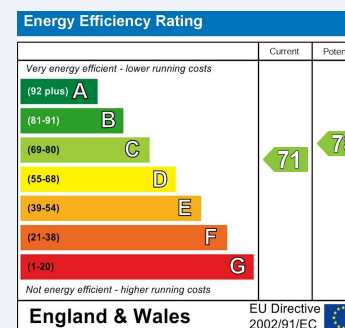 Energy Efficiency Rating
Current
Very energy efficient - lower running costs
(92 plus) A
(81-91) B
(69-80) C
71
(55-68) D
(39-54) E
(21-38) F
(1-20) G
Not energy efficient - higher running costs
England & Wales
EU Directive
2002/91/EC